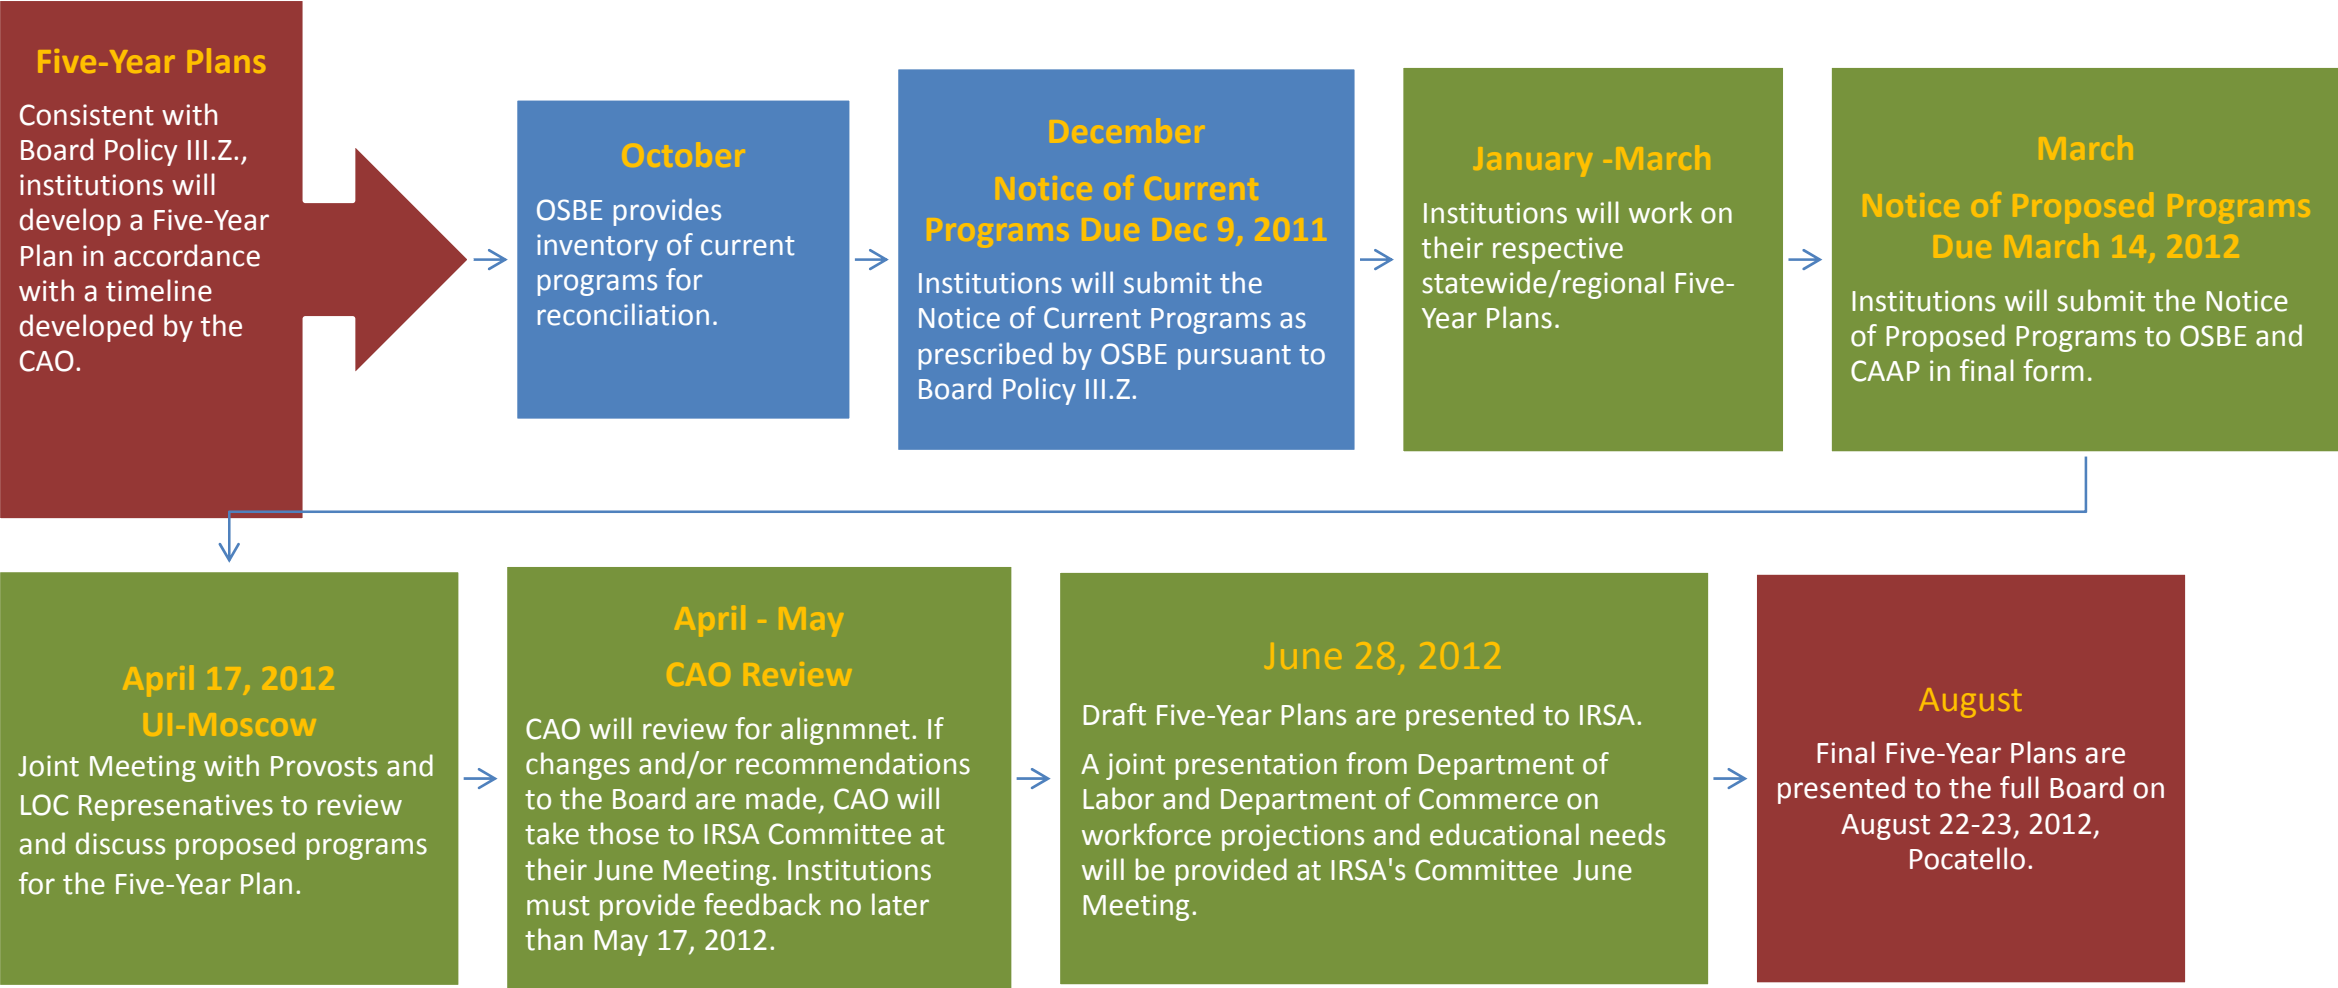 Five-Year Plans
Consistent with
Board Policy III.Z.,
institutions will
develop a Five-Year
Plan in accordance
with a timeline
developed by the
CAO.
October
OSBE provides
inventory of current
programs for
reconciliation.
December
Notice of Current
Programs Due Dec 9, 2011
Institutions will submit the
Notice of Current Programs as
prescribed by OSBE pursuant to
Board Policy III.Z.
January -March
Institutions will work on
their respective
statewide/regional Five-
Year Plans.
March
Notice of Proposed Programs
Due March 14, 2012
Institutions will submit the Notice
of Proposed Programs to OSBE and
CAAP in final form.
April 17, 2012
UI-Moscow
Joint Meeting with Provosts and
LOC Represenatives to review
and discuss proposed programs
for the Five-Year Plan.
April - May
CAO Review
CAO will review for alignmnet. If
changes and/or recommendations
to the Board are made, CAO will
take those to IRSA Committee at
their June Meeting. Institutions
must provide feedback no later
than May 17, 2012.
June 28, 2012
Draft Five-Year Plans are presented to IRSA.
A joint presentation from Department of
Labor and Department of Commerce on
workforce projections and educational needs
will be provided at IRSA's Committee  June
Meeting.
August
Final Five-Year Plans are
presented to the full Board on
August 22-23, 2012,
Pocatello.